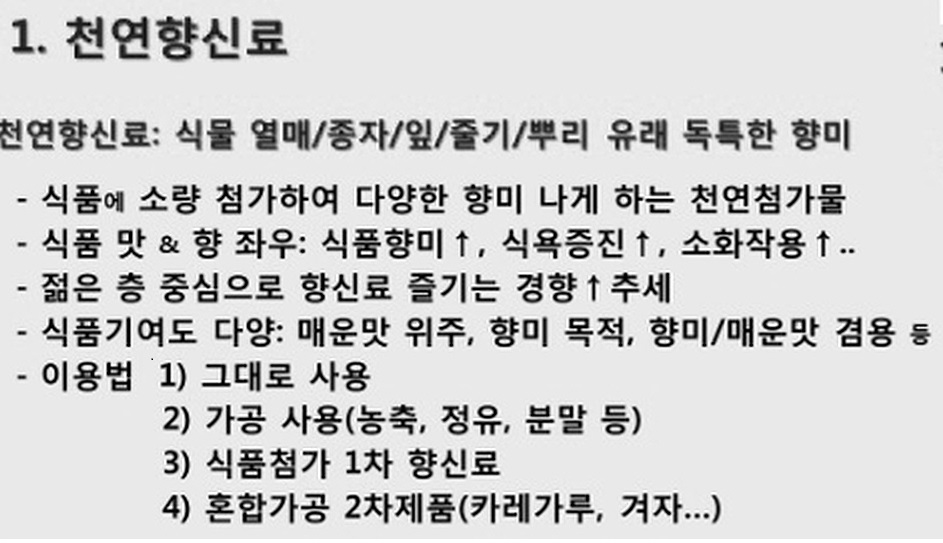 1. 천연향신료
천연향신료: 식물 열매/종자/잎/줄기/뿌리 유래 독특한 향미
- 식품에 소량 첨가하여 다양한 향미 나게 하는 천연첨가물
- 식품 맛 & 향 좌우: 식품향미↑, 식욕증진↑, 소화작용↑..
- 젊은 층 중심으로 향신료 즐기는 경향↑추세
- 식품기여도 다양: 매운맛 위주, 향미 목적, 향미/매운맛 겸용 등
- 이용법 1) 그대로 사용
2) 가공 사용(농축, 정유, 분말 등)
3) 식품첨가 1차 향신료
4) 혼합가공 2차제품(카레가루, 겨자...)